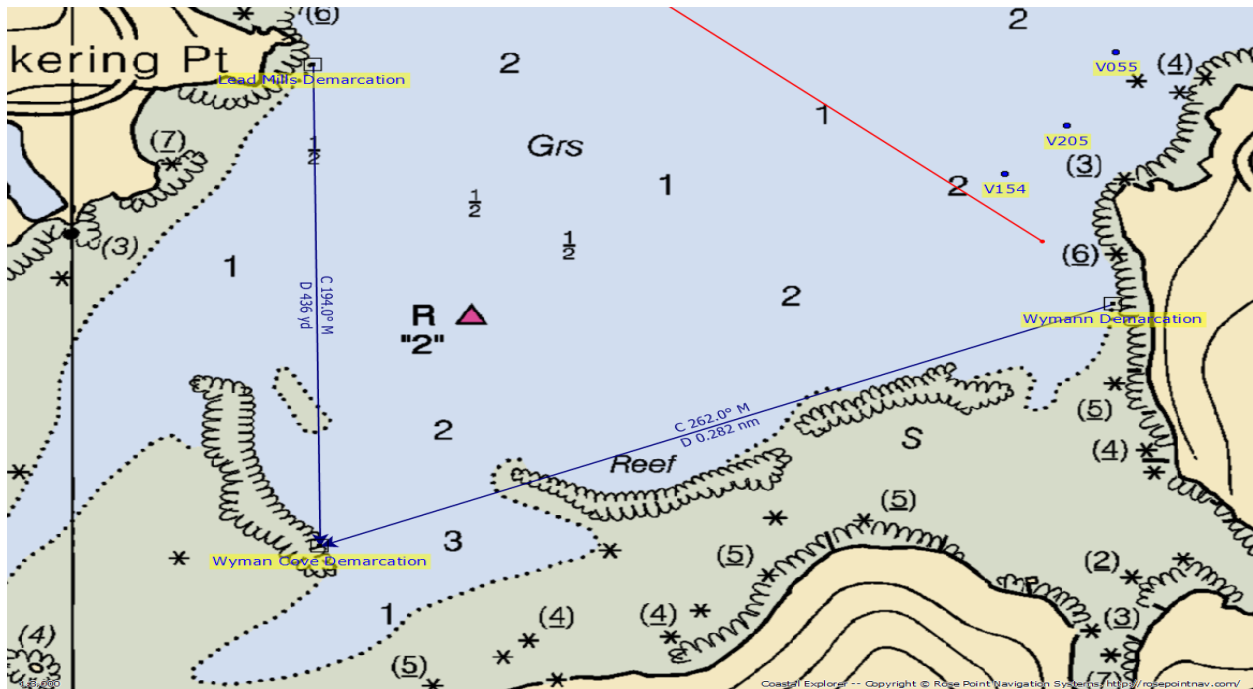 (6)
2
2
kering Pt
Lead Mills Demarcation
V055
(4)
1
1/2
Grs
V205
(7)
1
2
V154
(3)
1/2
(3)
1/2
(6)
1
C 194.0° M
D 436 yd
2
R
"2"
Wymann Demarcation
C 262.0° M
D 0.282 nm
(5)
2
S
(4)
Reef
(5)
3
Wyman Cove Demarcation
(5)
(2)
1
(4)
(4)
(3)
(4)
(5)
(7)
Coastal Explorer -- Copyright © Rose Point Navigation Systems, http://rosepointnav.com/